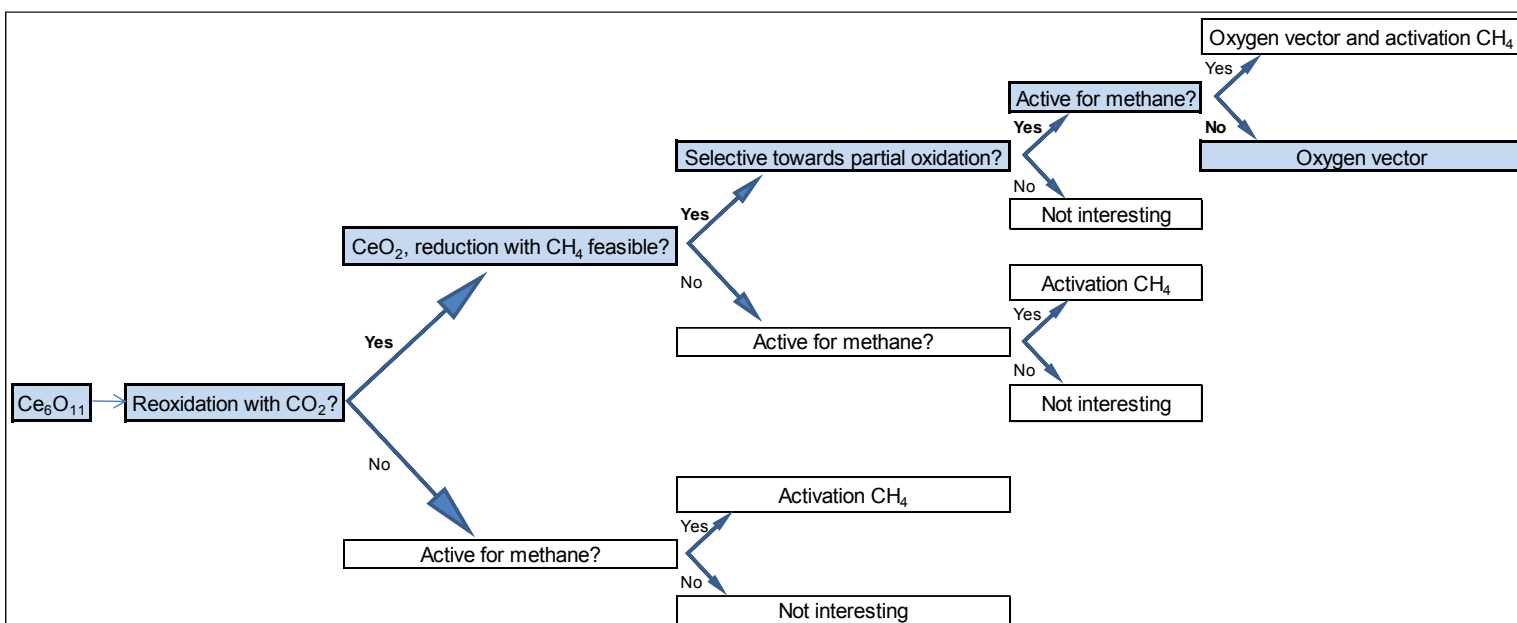 Oxygen vector and activation CH₄
Yes
Active for methane?
Yes
No
Selective towards partial oxidation?
Oxygen vector
No
Yes
Not interesting
CeO₂, reduction with CH₄ feasible?
No
Activation CH₄
Yes
Yes
Active for methane?
No
Ce₆O₁₁
Reoxidation with CO₂?
Not interesting
No
Activation CH₄
Yes
Active for methane?
No
Not interesting